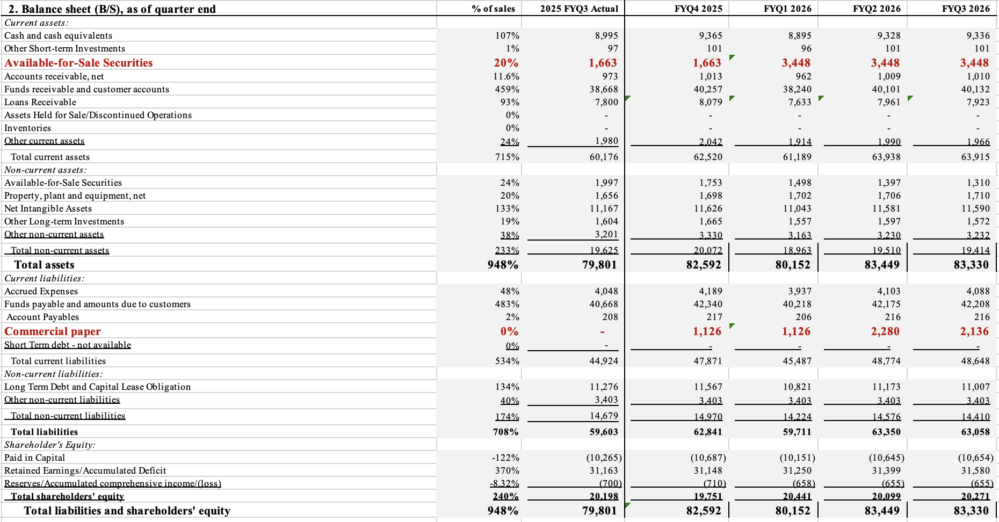 2. Balance sheet (B/S), as of quarter end % of sales 2025 FYQ3 Actual FYQ4 2025 FYQ1 2026 FYQ2 2026 FYQ3 2026
Current assets:
Cash and cash equivalents 107% 8,995 9,365 8,895 9,328 9,336
Other Short-term Investments 1% 97 101 96 101 101
Available-for-Sale Securities 20% 1,663 1,663 3,448 3,448 3,448
Accounts receivable, net 11.6% 973 1,013 962 1,009 1,010
Funds receivable and customer accounts 459% 38,668 40,257 38,240 40,101 40,132
Loans Receivable 93% 7,800 8,079 7,633 7,961 7,923
Assets Held for Sale/Discontinued Operations 0% - - - - -
Inventories 0% - - - - -
Other current assets 24% 1,980 2,042 1,914 1,990 1,966
Total current assets 715% 60,176 62,520 61,189 63,938 63,915
Non-current assets:
Available-for-Sale Securities 24% 1,997 1,753 1,498 1,397 1,310
Property, plant and equipment, net 20% 1,656 1,698 1,702 1,706 1,710
Net Intangible Assets 133% 11,167 11,626 11,043 11,581 11,590
Other Long-term Investments 19% 1,604 1,665 1,557 1,597 1,572
Other non-current assets 38% 3,201 3,330 3,163 3,230 3,232
Total non-current assets 233% 19,625 20,072 18,963 19,510 19,414
Total assets 948% 79,801 82,592 80,152 83,449 83,330
Current liabilities:
Accrued Expenses 48% 4,048 4,189 3,937 4,103 4,088
Funds payable and amounts due to customers 483% 40,668 42,340 40,218 42,175 42,208
Account Payables 2% 208 217 206 216 216
Commercial paper 0% - 1,126 1,126 2,280 2,136
Short Term debt - not available 0% - - - - -
Total current liabilities 534% 44,924 47,871 45,487 48,774 48,648
Non-current liabilities:
Long Term Debt and Capital Lease Obligation 134% 11,276 11,567 10,821 11,173 11,007
Other non-current liabilities 40% 3,403 3,403 3,403 3,403 3,403
Total non-current liabilities 174% 14,679 14,970 14,224 14,576 14,410
Total liabilities 708% 59,603 62,841 59,711 63,350 63,058
Shareholder's Equity:
Paid in Capital -122% (10,265) (10,687) (10,151) (10,645) (10,654)
Retained Earnings/Accumulated Deficit 370% 31,163 31,148 31,250 31,399 31,580
Reserves/Accumulated comprehensive income/(loss) -8.32% (700) (710) (658) (655) (655)
Total shareholders' equity 240% 20,198 19,751 20,441 20,099 20,271
Total liabilities and shareholders' equity 948% 79,801 82,592 80,152 83,449 83,330